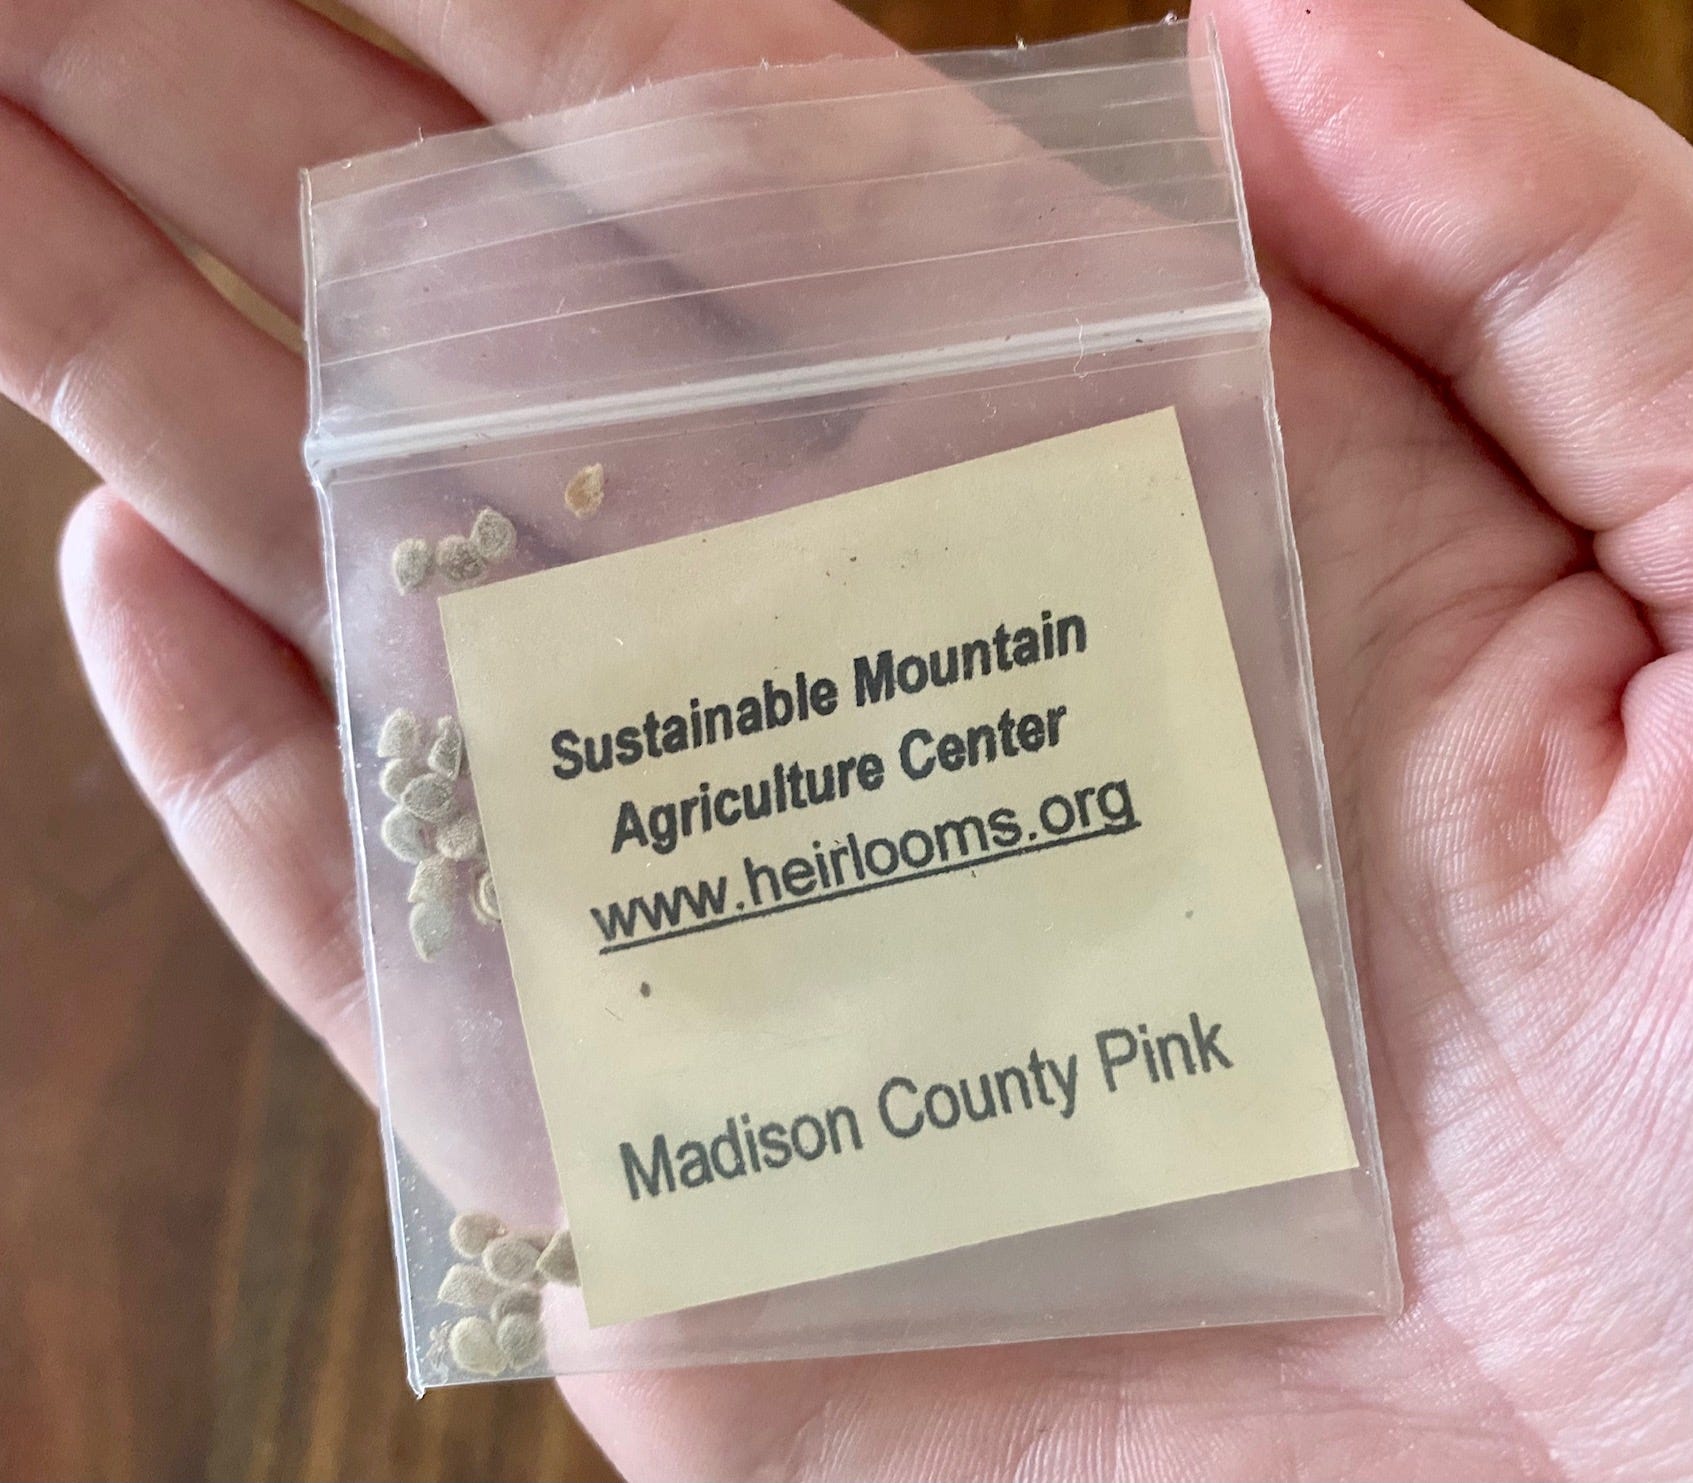 Sustainable Mountain
Agriculture Center
www.heirlooms.org
Madison County Pink